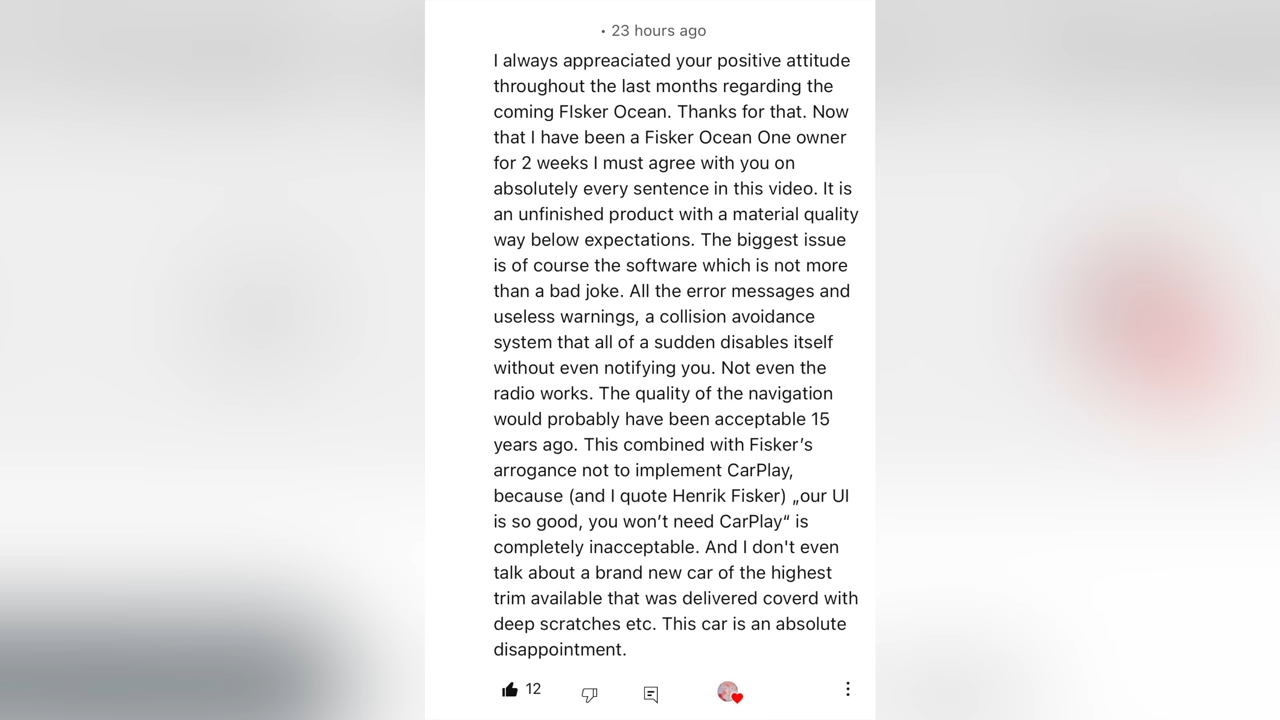 • 23 hours ago
I always appreaciated your positive attitude
throughout the last months regarding the
coming FIsker Ocean. Thanks for that. Now
that I have been a Fisker Ocean One owner
for 2 weeks I must agree with you on
absolutely every sentence in this video. It is
an unfinished product with a material quality
way below expectations. The biggest issue
is of course the software which is not more
than a bad joke. All the error messages and
useless warnings, a collision avoidance
system that all of a sudden disables itself
without even notifying you. Not even the
radio works. The quality of the navigation
would probably have been acceptable 15
years ago. This combined with Fisker’s
arrogance not to implement CarPlay,
because (and I quote Henrik Fisker) „our UI
is so good, you won’t need CarPlay“ is
completely inacceptable. And I don't even
talk about a brand new car of the highest
trim available that was delivered coverd with
deep scratches etc. This car is an absolute
disappointment.
12